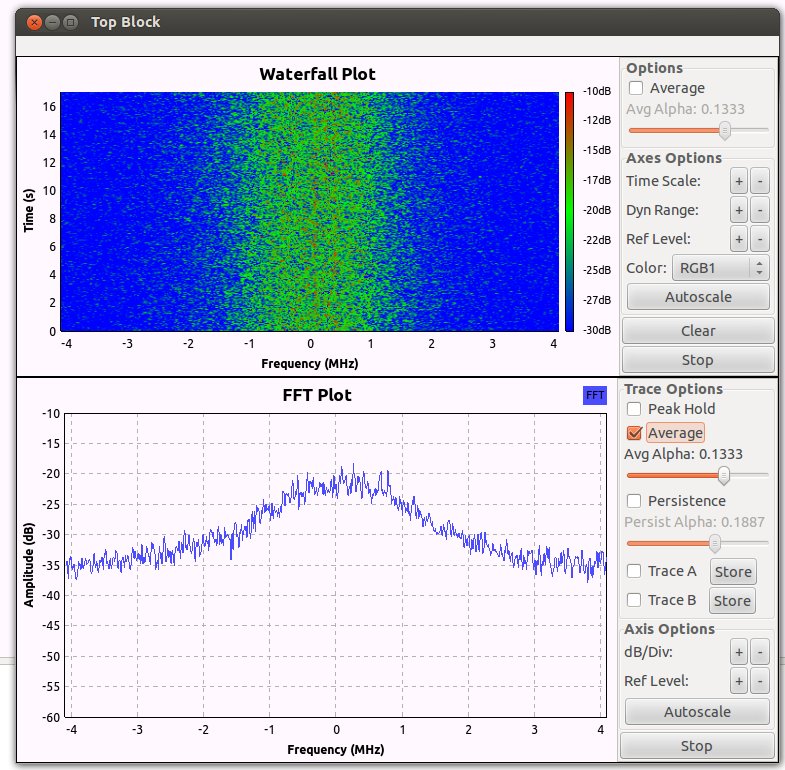 Top Block
Waterfall Plot
16
14
12
10
8
6
4
2
0
Time (s)
-4 -3 -2 -1 0 1 2 3 4
Frequency (MHz)
-10dB
-12dB
-15dB
-17dB
-20dB
-22dB
-25dB
-27dB
-30dB
Options
Average
Avg Alpha: 0.1333
Axes Options
Time Scale: + -
Dyn Range: + -
Ref Level: + -
Color: RGB1
Autoscale
Clear
Stop
FFT Plot
FFT
-10
-15
-20
-25
-30
-35
-40
-45
-50
-55
-60
Amplitude (dB)
-4 -3 -2 -1 0 1 2 3 4
Frequency (MHz)
Trace Options
Peak Hold
Average
Avg Alpha: 0.1333
Persistence
Persist Alpha: 0.1887
Trace A Store
Trace B Store
Axis Options
dB/Div: + -
Ref Level: + -
Autoscale
Stop